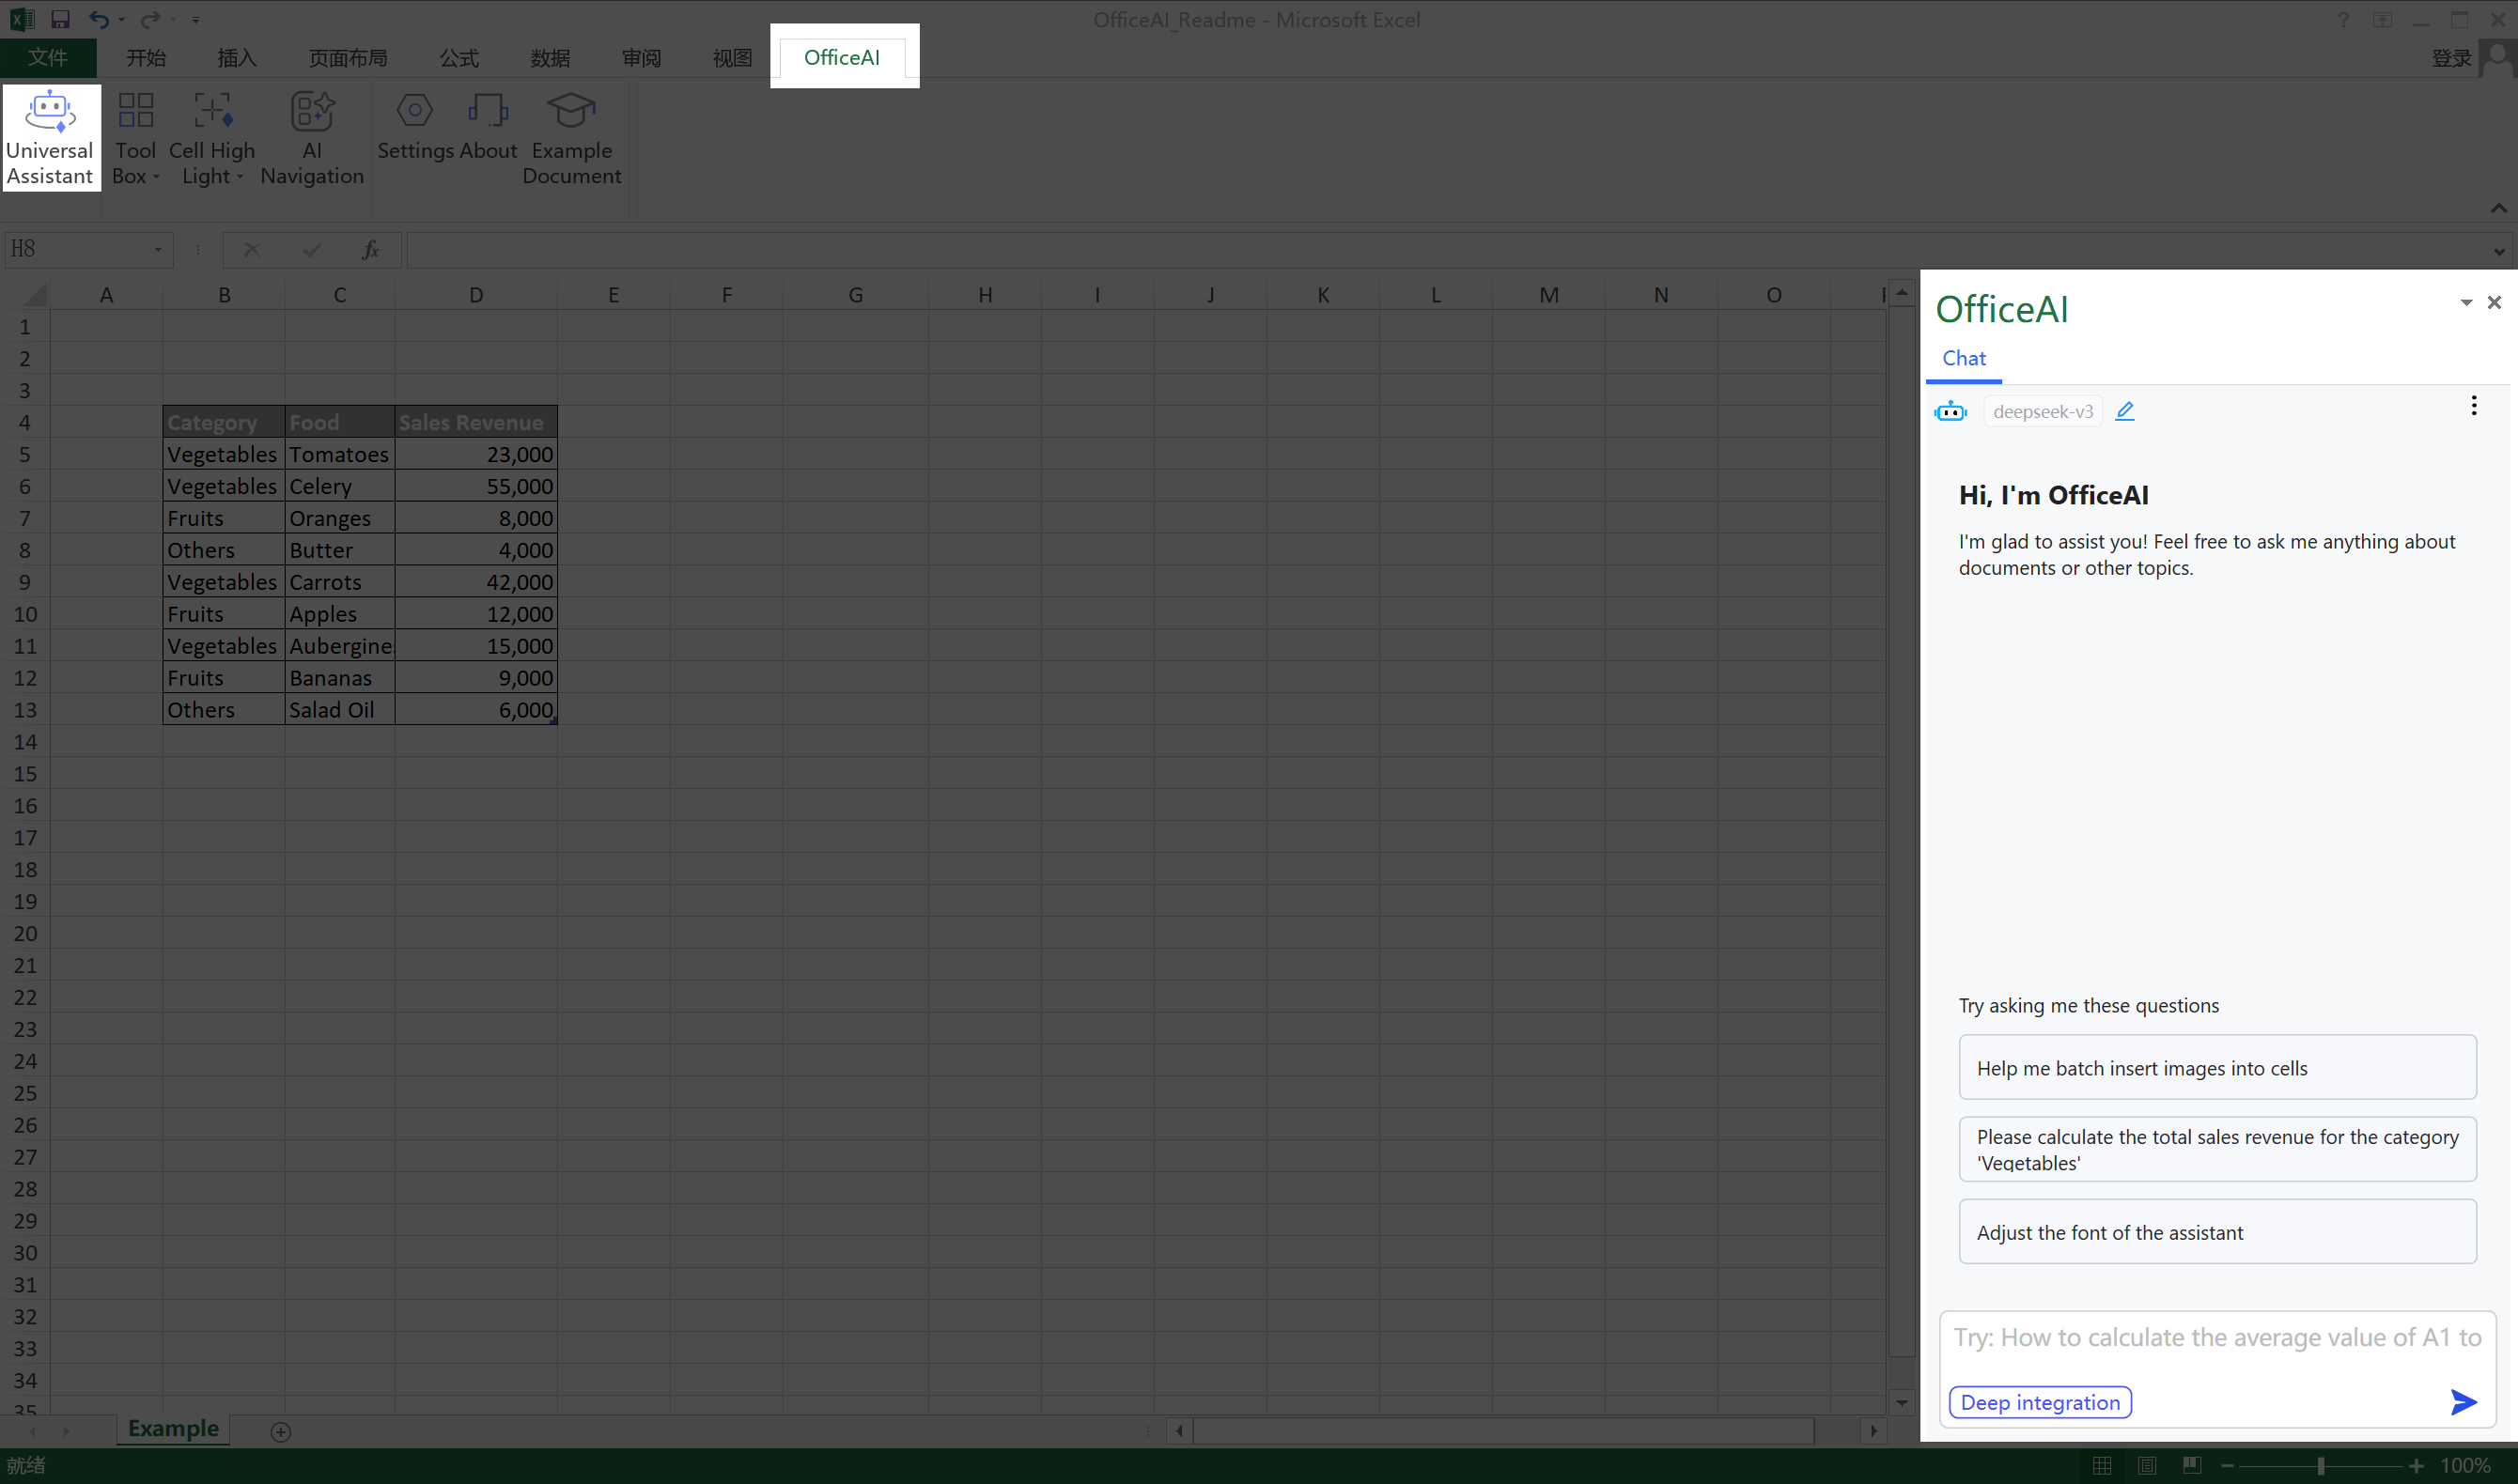 OfficeAI_Readme - Microsoft Excel
文件 开始 插入 页面布局 公式 数据 审阅 视图 OfficeAI 登录
Universal Assistant
Tool Box
Cell High Light
AI Navigation
Settings
About
Example Document
H8
fx
A B C D E F G H I J K L M N O
1
2
3
4 Category Food Sales Revenue
5 Vegetables Tomatoes 23,000
6 Vegetables Celery 55,000
7 Fruits Oranges 8,000
8 Others Butter 4,000
9 Vegetables Carrots 42,000
10 Fruits Apples 12,000
11 Vegetables Aubergines 15,000
12 Fruits Bananas 9,000
13 Others Salad Oil 6,000
14
15
16
17
18
19
20
21
22
23
24
25
26
27
28
29
30
31
32
33
34
35
Example
就绪
100%
OfficeAI
Chat
deepseek-v3
Hi, I'm OfficeAI
I'm glad to assist you! Feel free to ask me anything about
documents or other topics.
Try asking me these questions
Help me batch insert images into cells
Please calculate the total sales revenue for the category
'Vegetables'
Adjust the font of the assistant
Try: How to calculate the average value of A1 to
Deep integration